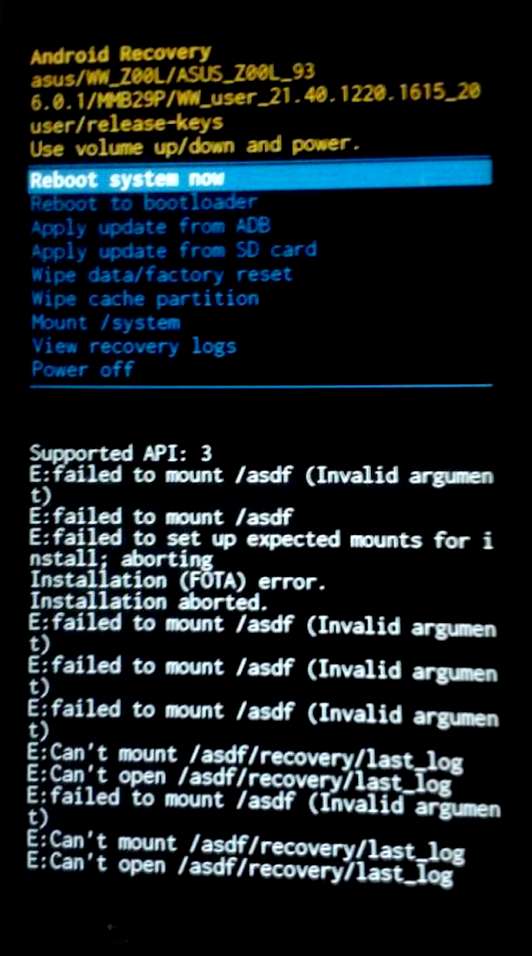 Android Recovery
asus/WW_Z00L/ASUS_Z00L_93
6.0.1/MMB29P/WW_user_21.40.1220.1615_20
user/release-keys
Use volume up/down and power.
Reboot system now
Reboot to bootloader
Apply update from ADB
Apply update from SD card
Wipe data/factory reset
Wipe cache partition
Mount /system
View recovery logs
Power off
Supported API: 3
E:failed to mount /asdf (Invalid argumen
t)
E:failed to mount /asdf
E:failed to set up expected mounts for i
nstall; aborting
Installation (FOTA) error.
Installation aborted.
E:failed to mount /asdf (Invalid argumen
t)
E:failed to mount /asdf (Invalid argumen
t)
E:failed to mount /asdf (Invalid argumen
t)
E:Can't mount /asdf/recovery/last_log
E:Can't open /asdf/recovery/last_log
E:failed to mount /asdf (Invalid argumen
t)
E:Can't mount /asdf/recovery/last_log
E:Can't open /asdf/recovery/last_log